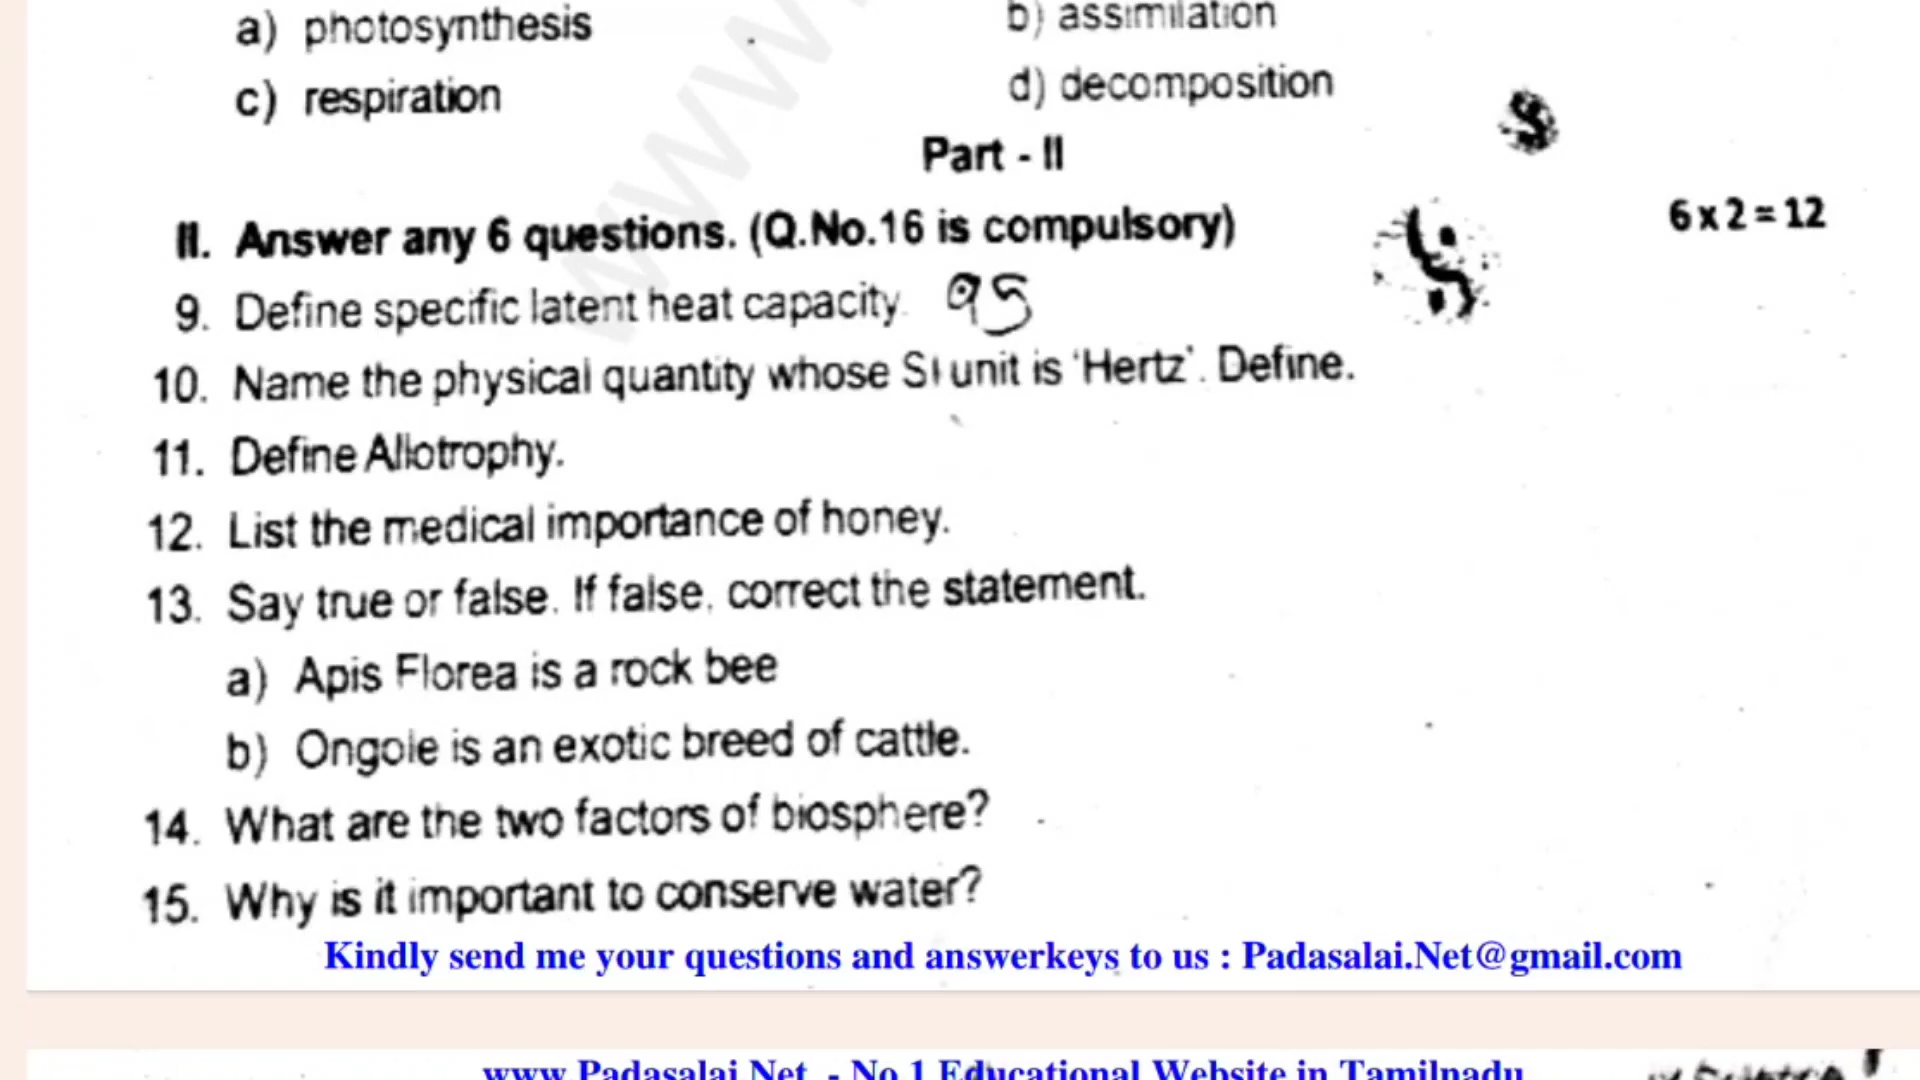 a) photosynthesis b) assimilation
c) respiration d) decomposition
Part - II
II. Answer any 6 questions. (Q.No.16 is compulsory) 6 x 2 = 12
9. Define specific latent heat capacity. 95
10. Name the physical quantity whose SI unit is 'Hertz'. Define.
11. Define Allotrophy.
12. List the medical importance of honey.
13. Say true or false. If false, correct the statement.
a) Apis Florea is a rock bee
b) Ongole is an exotic breed of cattle.
14. What are the two factors of biosphere?
15. Why is it important to conserve water?
Kindly send me your questions and answerkeys to us : Padasalai.Net@gmail.com
www.Padasalai.Net - No.1 Educational Website in Tamilnadu